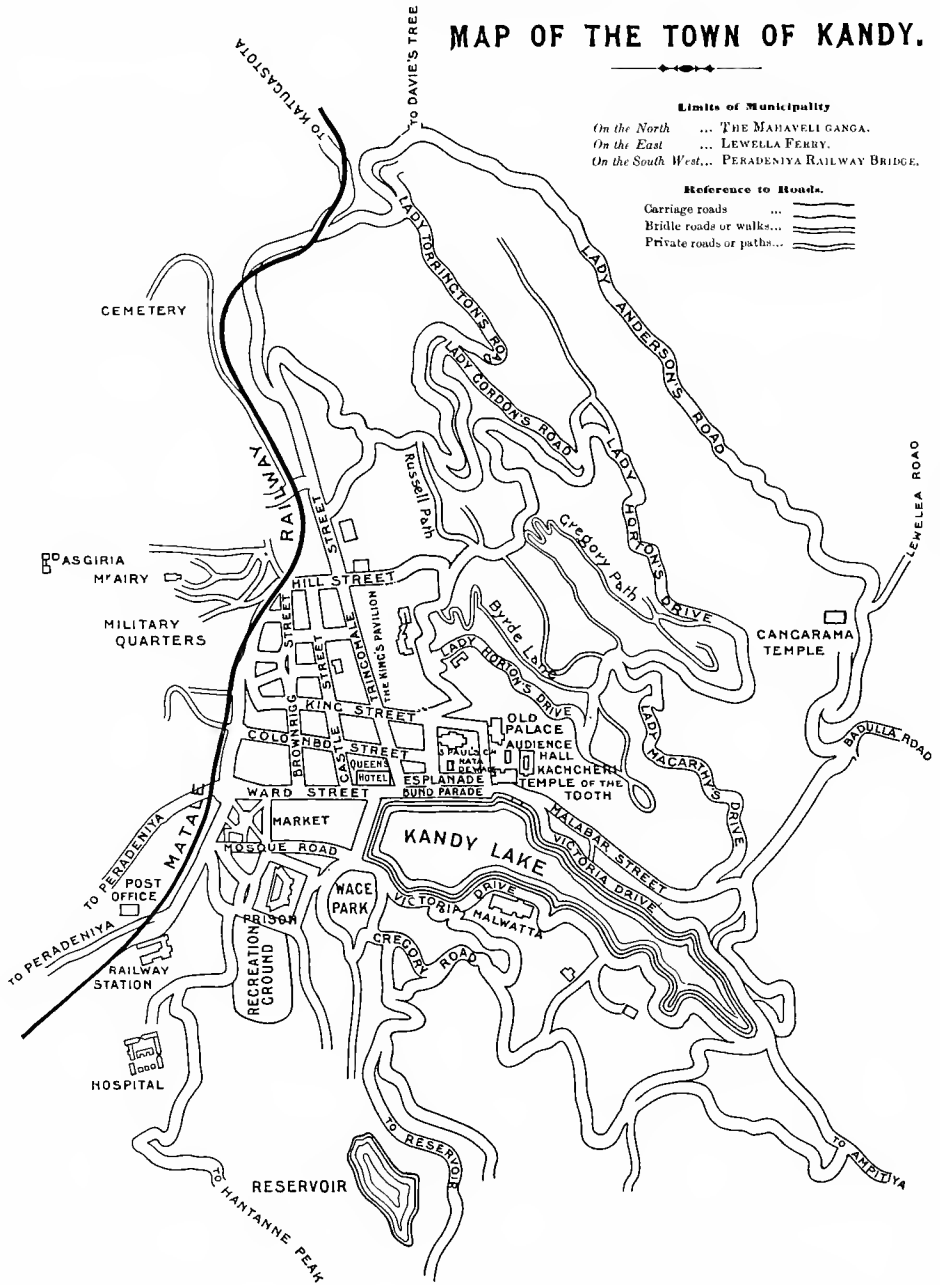 MAP OF THE TOWN OF KANDY.
Limits of Municipality
On the North ... THE MAHAVELI GANGA.
On the East ... LEWELLA FERRY.
On the South West... PERADENIYA RAILWAY BRIDGE.
Reference to Roads.
Carriage roads ...
Bridle roads or walks...
Private roads or paths...
TO KATUGASTOTA
TO DAVIE'S TREE
LADY TORRINGTON'S ROAD
LADY ANDERSON'S ROAD
CEMETERY
LADY GORDON'S ROAD
LADY HORTON'S DRIVE
Russell Path
Gregory Path
LEWELEA ROAD
MATALE RAILWAY
STREET
ASGIRIA
MT AIRY
MILITARY
QUARTERS
HILL STREET
STREET
TRINCOMALE
THE KING'S PAVILION
Byrde Lane
LADY HORTON'S DRIVE
GANGARAMA
TEMPLE
BADULLA ROAD
LADY MACARTHY'S DRIVE
KING STREET
BROWNRIGG
CASTLE STREET
COLOMBO STREET
OLD
PALACE
AUDIENCE
HALL
KACHCHERI
TEMPLE OF THE
TOOTH
S PAULS CH
NATA
DEWALE
QUEENS
HOTEL
ESPLANADE
BUND PARADE
WARD STREET
MARKET
MOSQUE ROAD
KANDY LAKE
MALABAR STREET
VICTORIA DRIVE
TO PERADENIYA
POST
OFFICE
TO PERADENIYA
RAILWAY
STATION
PRISON
WACE
PARK
VICTORIA DRIVE
MALWATTA
RECREATION
GROUND
GREGORY ROAD
HOSPITAL
TO RESERVOIR
RESERVOIR
TO HANTANNE PEAK
TO AMPITIYA